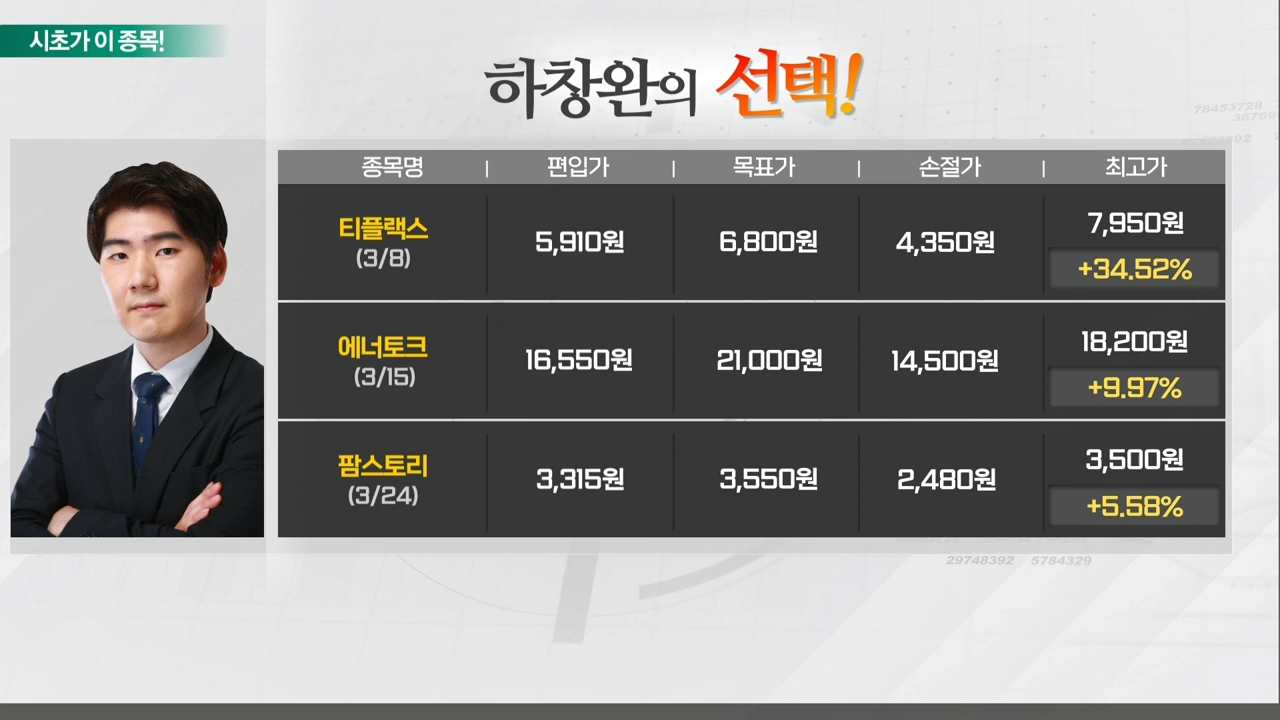 시초가 이 종목!
하창완의 선택!
종목명 | 편입가 | 목표가 | 손절가 | 최고가
티플랙스 (3/8) 5,910원 6,800원 4,350원 7,950원 +34.52%
에너토크 (3/15) 16,550원 21,000원 14,500원 18,200원 +9.97%
팜스토리 (3/24) 3,315원 3,550원 2,480원 3,500원 +5.58%
29748392 5784329